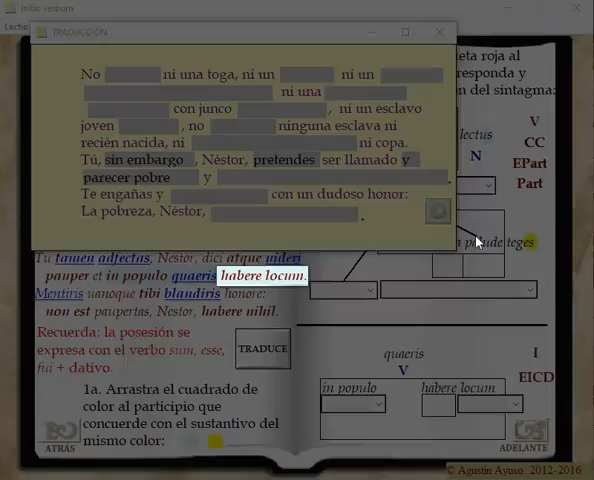 Initic verbum
Lectin
TRADUCCIÓN
No ni una toga, ni un ni un
ni una
con junco , ni un esclavo
joven , no ninguna esclava ni
recién nacida, ni ni copa.
Tú, sin embargo , Néstor, pretendes ser llamado y
parecer pobre y .
Te engañas y con un dudoso honor:
La pobreza, Néstor, .
Tu tamen adfectas, Nestor, dici atque uideri
pauper et in populo quaeris habere locum.
Mentiris uanoque tibi blandiris honore:
non est paupertas, Nestor, habere nihil.
Recuerda: la posesión se
expresa con el verbo sum, esse,
fui + dativo.
TRADUCE
1a. Arrastra el cuadrado de
color al participio que
concuerde con el sustantivo del
mismo color:
ATRÁS
eta roja al
responda y
n del sintagma:
lectus
N
V
CC
EPart
Part
palude teges
quaeris
V
I
EICD
in populo habere locum
ADELANTE
© Agustín Ayuso. 2012-2016